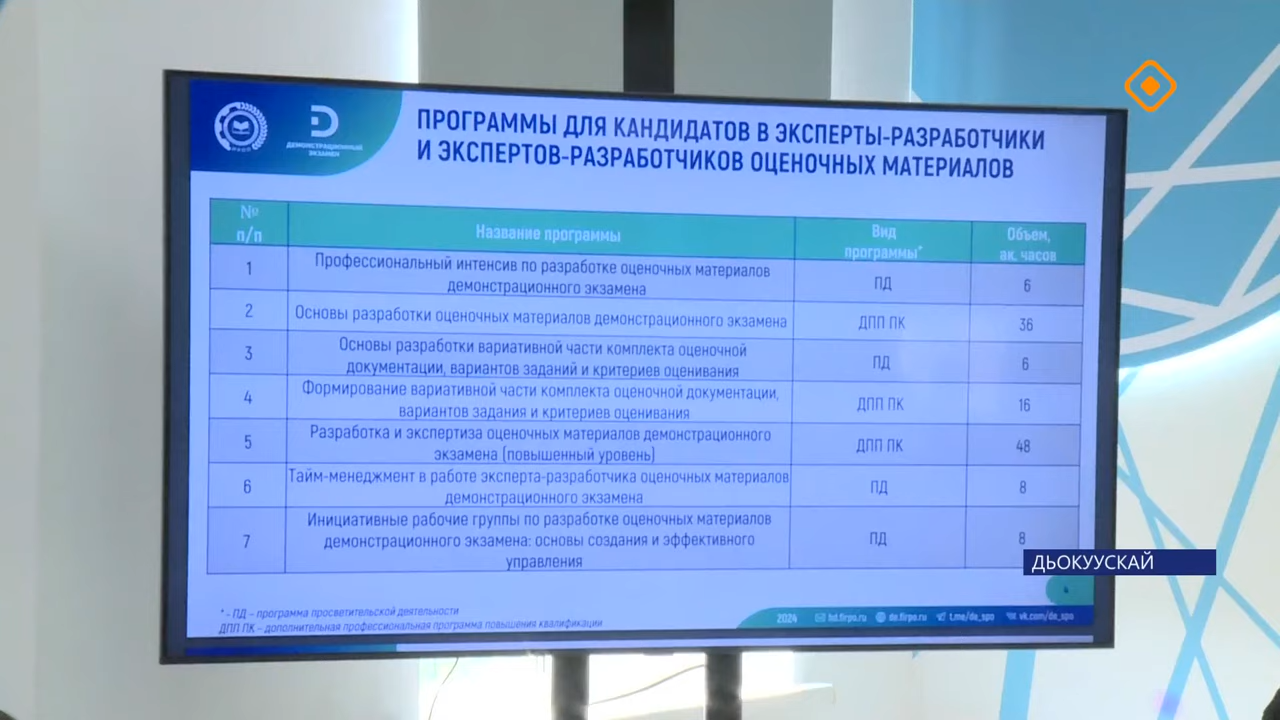 ДЕМОНСТРАЦИОННЫЙ
ЭКЗАМЕН
ПРОГРАММЫ ДЛЯ КАНДИДАТОВ В ЭКСПЕРТЫ-РАЗРАБОТЧИКИ
И ЭКСПЕРТОВ-РАЗРАБОТЧИКОВ ОЦЕНОЧНЫХ МАТЕРИАЛОВ
№
п/п
Название программы
Вид
программы*
Объем,
ак. часов
1
Профессиональный интенсив по разработке оценочных материалов
демонстрационного экзамена
ПД
6
2
Основы разработки оценочных материалов демонстрационного экзамена
ДПП ПК
36
3
Основы разработки вариативной части комплекта оценочной
документации, вариантов заданий и критериев оценивания
ПД
6
4
Формирование вариативной части комплекта оценочной документации,
вариантов задания и критериев оценивания
ДПП ПК
16
5
Разработка и экспертиза оценочных материалов демонстрационного
экзамена (повышенный уровень)
ДПП ПК
48
6
Тайм-менеджмент в работе эксперта-разработчика оценочных материалов
демонстрационного экзамена
ПД
8
7
Инициативные рабочие группы по разработке оценочных материалов
демонстрационного экзамена: основы создания и эффективного
управления
ПД
8
ДЬОКУУСКАЙ
4
* - ПД – программа просветительской деятельности
ДПП ПК – дополнительная профессиональная программа повышения квалификации
2024 hd.firpo.ru de.firpo.ru t.me/de_spo vk.com/de_spo